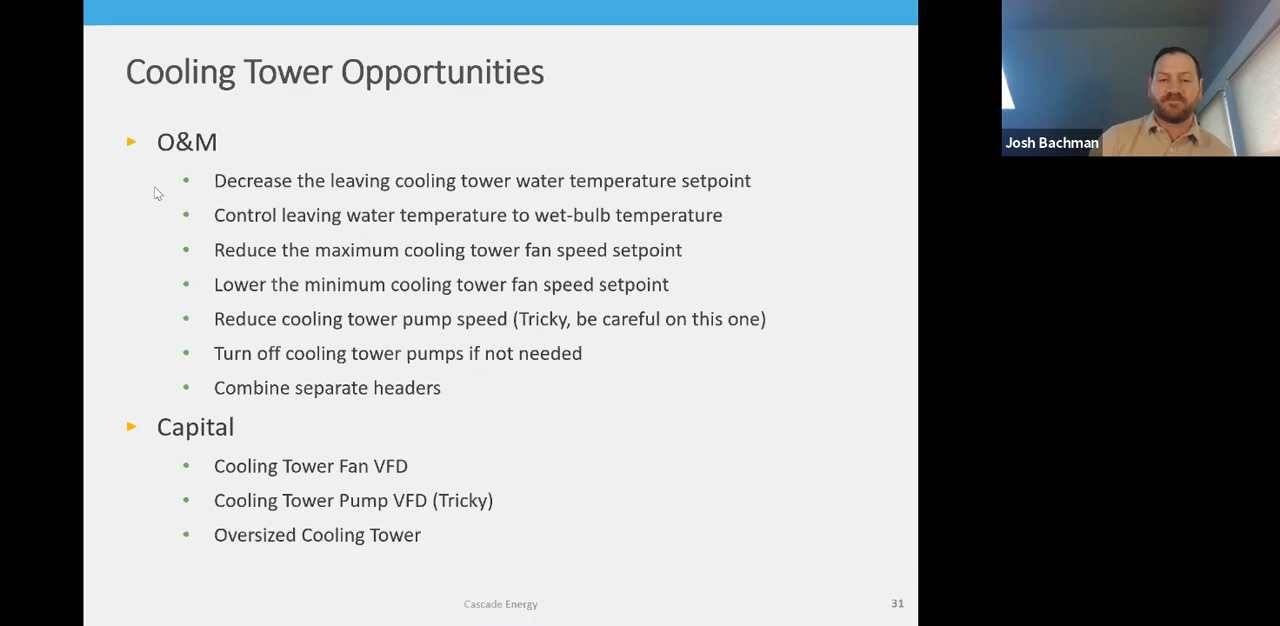 Cooling Tower Opportunities
O&M
Decrease the leaving cooling tower water temperature setpoint
Control leaving water temperature to wet-bulb temperature
Reduce the maximum cooling tower fan speed setpoint
Lower the minimum cooling tower fan speed setpoint
Reduce cooling tower pump speed (Tricky, be careful on this one)
Turn off cooling tower pumps if not needed
Combine separate headers
Capital
Cooling Tower Fan VFD
Cooling Tower Pump VFD (Tricky)
Oversized Cooling Tower
Cascade Energy
31
Josh Bachman